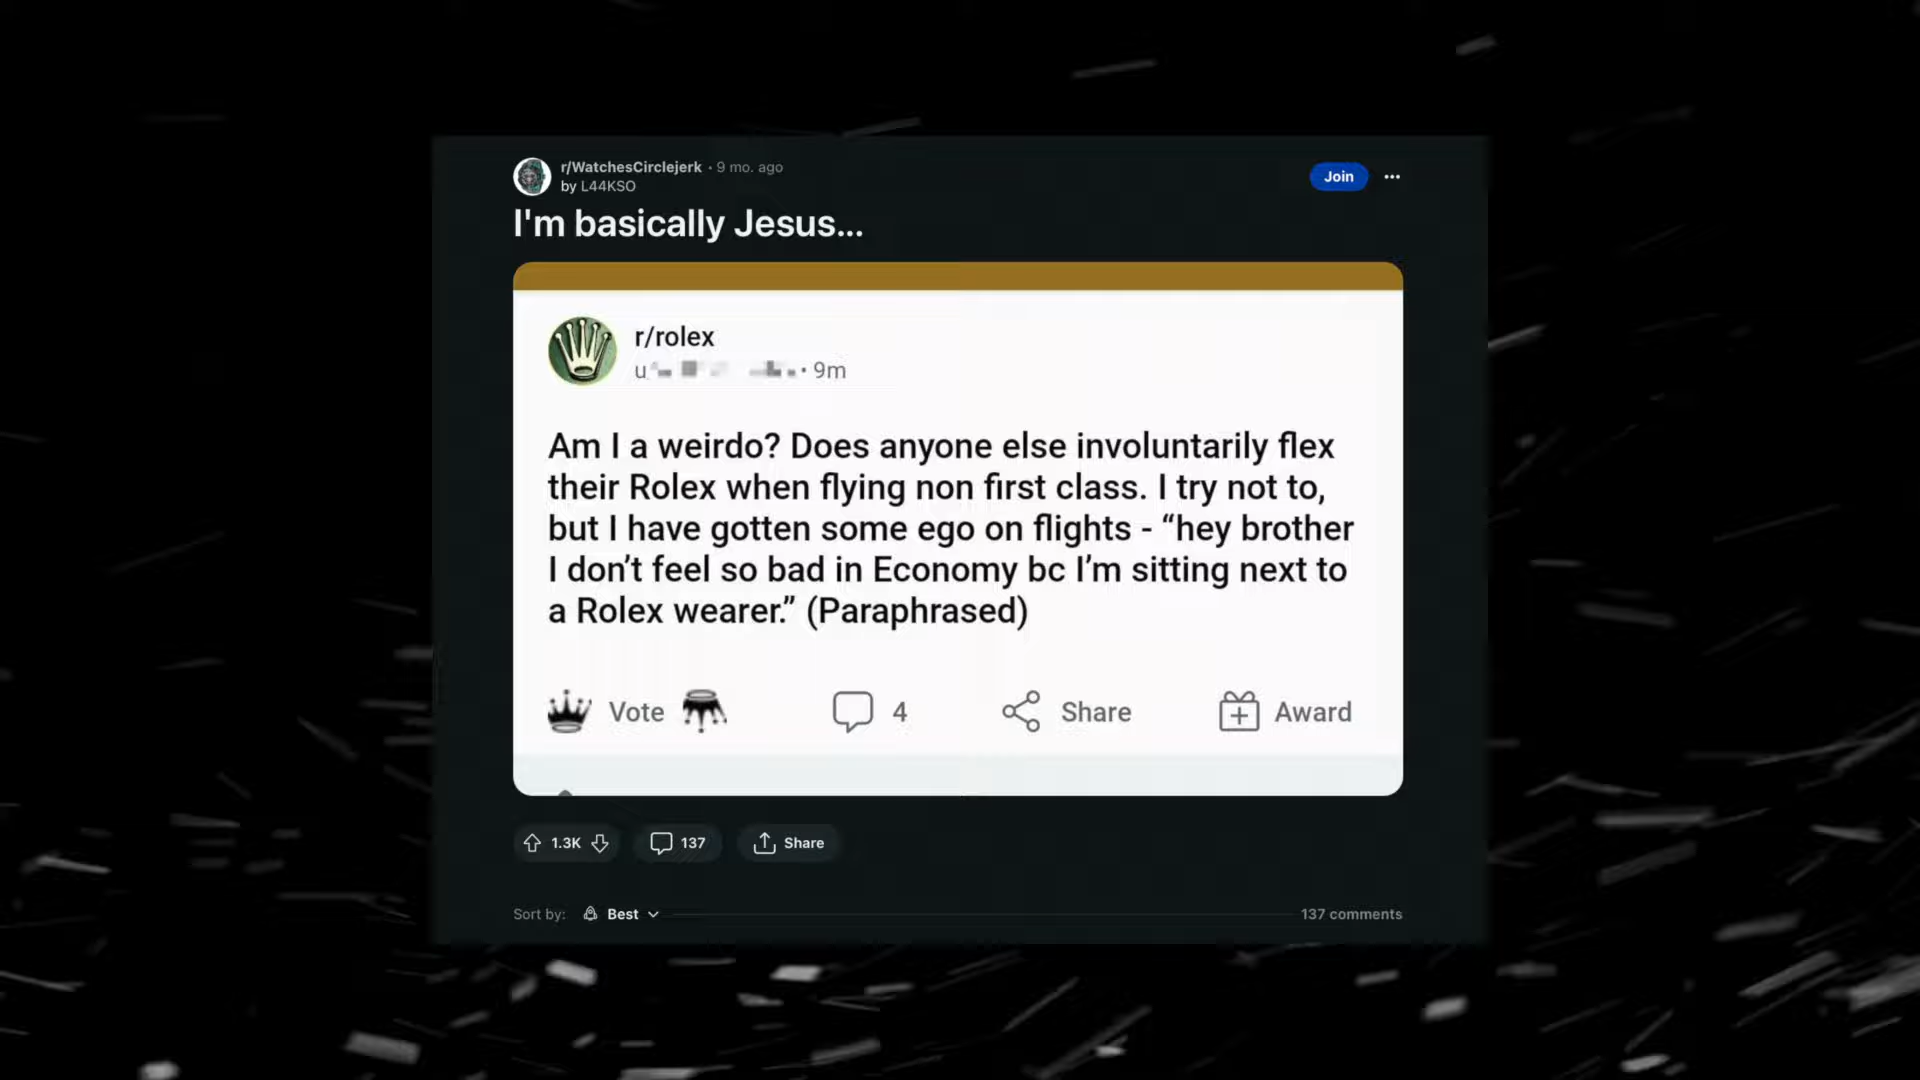 r/WatchesCirclejerk • 9 mo. ago
by L44KSO
Join
I'm basically Jesus...
r/rolex
u • 9m
Am I a weirdo? Does anyone else involuntarily flex
their Rolex when flying non first class. I try not to,
but I have gotten some ego on flights - “hey brother
I don’t feel so bad in Economy bc I’m sitting next to
a Rolex wearer.” (Paraphrased)
Vote 4 Share Award
1.3K 137 Share
Sort by: Best 137 comments